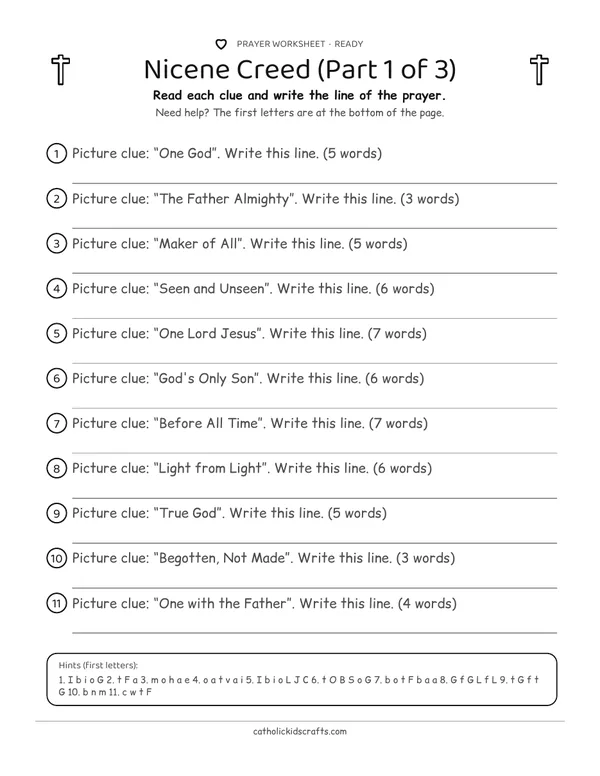 PRAYER WORKSHEET · READY
Nicene Creed (Part 1 of 3)
Read each clue and write the line of the prayer.
Need help? The first letters are at the bottom of the page.
1 Picture clue: “One God”. Write this line. (5 words)
2 Picture clue: “The Father Almighty”. Write this line. (3 words)
3 Picture clue: “Maker of All”. Write this line. (5 words)
4 Picture clue: “Seen and Unseen”. Write this line. (6 words)
5 Picture clue: “One Lord Jesus”. Write this line. (7 words)
6 Picture clue: “God's Only Son”. Write this line. (6 words)
7 Picture clue: “Before All Time”. Write this line. (7 words)
8 Picture clue: “Light from Light”. Write this line. (6 words)
9 Picture clue: “True God”. Write this line. (5 words)
10 Picture clue: “Begotten, Not Made”. Write this line. (3 words)
11 Picture clue: “One with the Father”. Write this line. (4 words)
Hints (first letters):
1. I b i o G 2. t F a 3. m o h a e 4. o a t v a i 5. I b i o L J C 6. t O B S o G 7. b o t F b a a 8. G f G L f L 9. t G f t
G 10. b n m 11. c w t F
catholickidscrafts.com